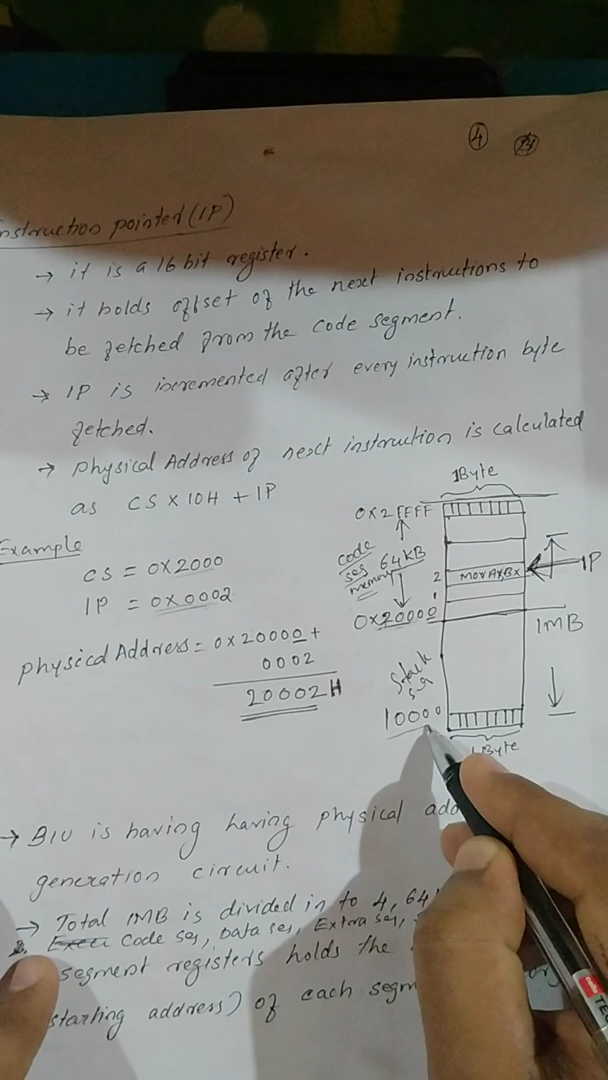 ④ 14
Instruction pointed (IP)
→ it is a 16 bit register.
→ it holds offset of the next instructions to
be fetched from the code segment.
→ IP is incremented after every instruction byte
fetched.
→ Physical Address of next instruction is calculated
as CS X 10H + IP
Example
CS = 0X2000
IP = 0X0002
Physical Address = 0X20000 +
0002
20002H
1Byte
0X2FFFF
code
seg 64KB
memory
2 MOV AX BX
IP
1
0X20000
1MB
Stack
seg
10000
1Byte
→ BIU is having having physical add
generation circuit.
→ Total 1MB is divided in to 4, 64
Code seg, Data seg, Extra seg, s
segment registers holds the
starting address) of each segm